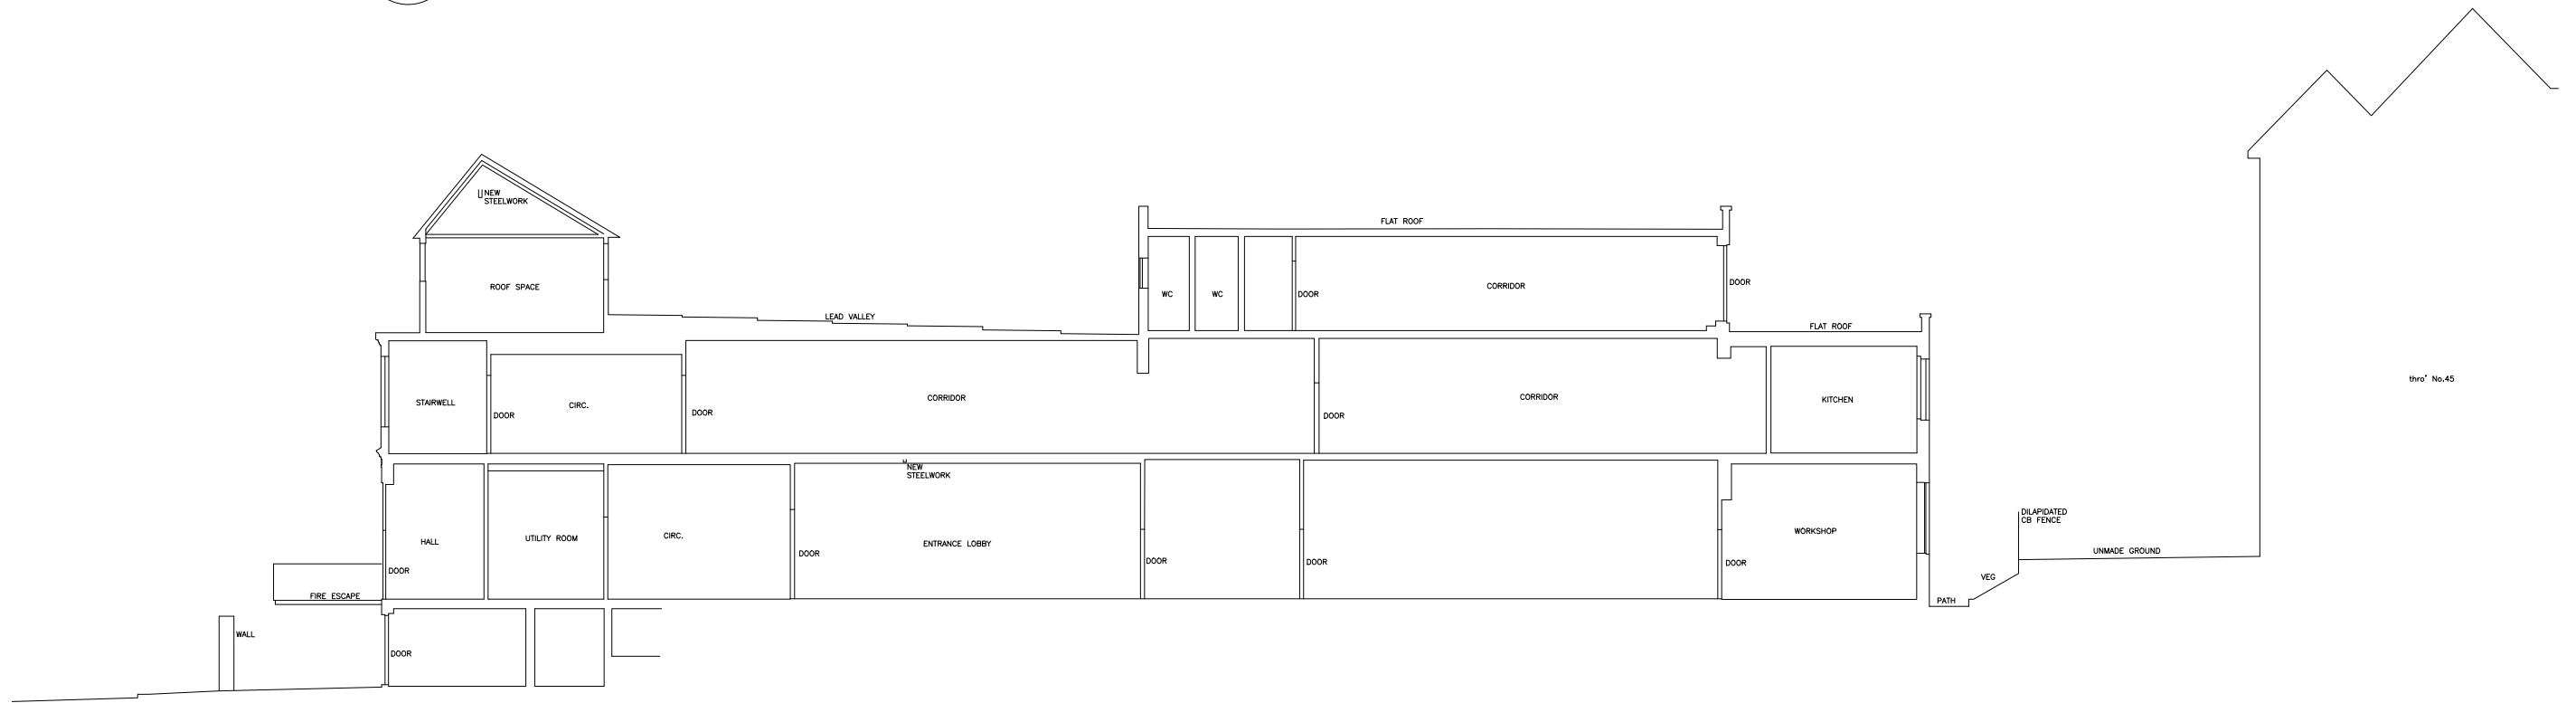 NEW
STEELWORK
FLAT ROOF
ROOF SPACE
WC
WC
DOOR
CORRIDOR
DOOR
LEAD VALLEY
FLAT ROOF
thro' No.45
STAIRWELL
DOOR
CIRC.
DOOR
CORRIDOR
DOOR
CORRIDOR
KITCHEN
NEW
STEELWORK
HALL
DOOR
UTILITY ROOM
CIRC.
DOOR
ENTRANCE LOBBY
DOOR
DOOR
DOOR
WORKSHOP
DILAPIDATED
CB FENCE
UNMADE GROUND
VEG
PATH
FIRE ESCAPE
WALL
DOOR